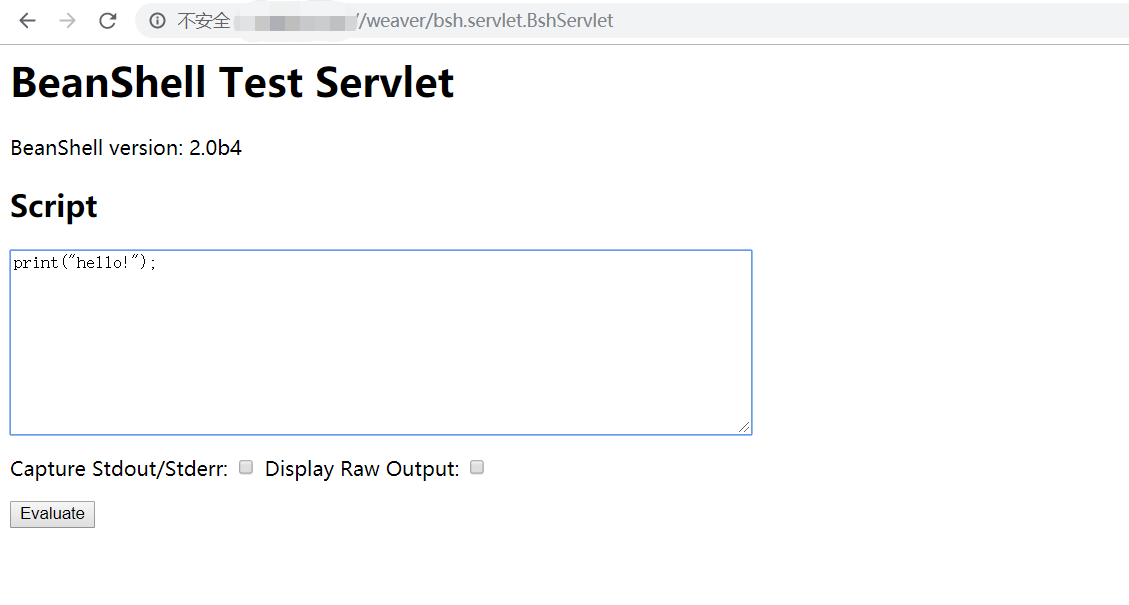 不安全 //weaver/bsh.servlet.BshServlet
BeanShell Test Servlet
BeanShell version: 2.0b4
Script
print("hello!");
Capture Stdout/Stderr: Display Raw Output:
Evaluate